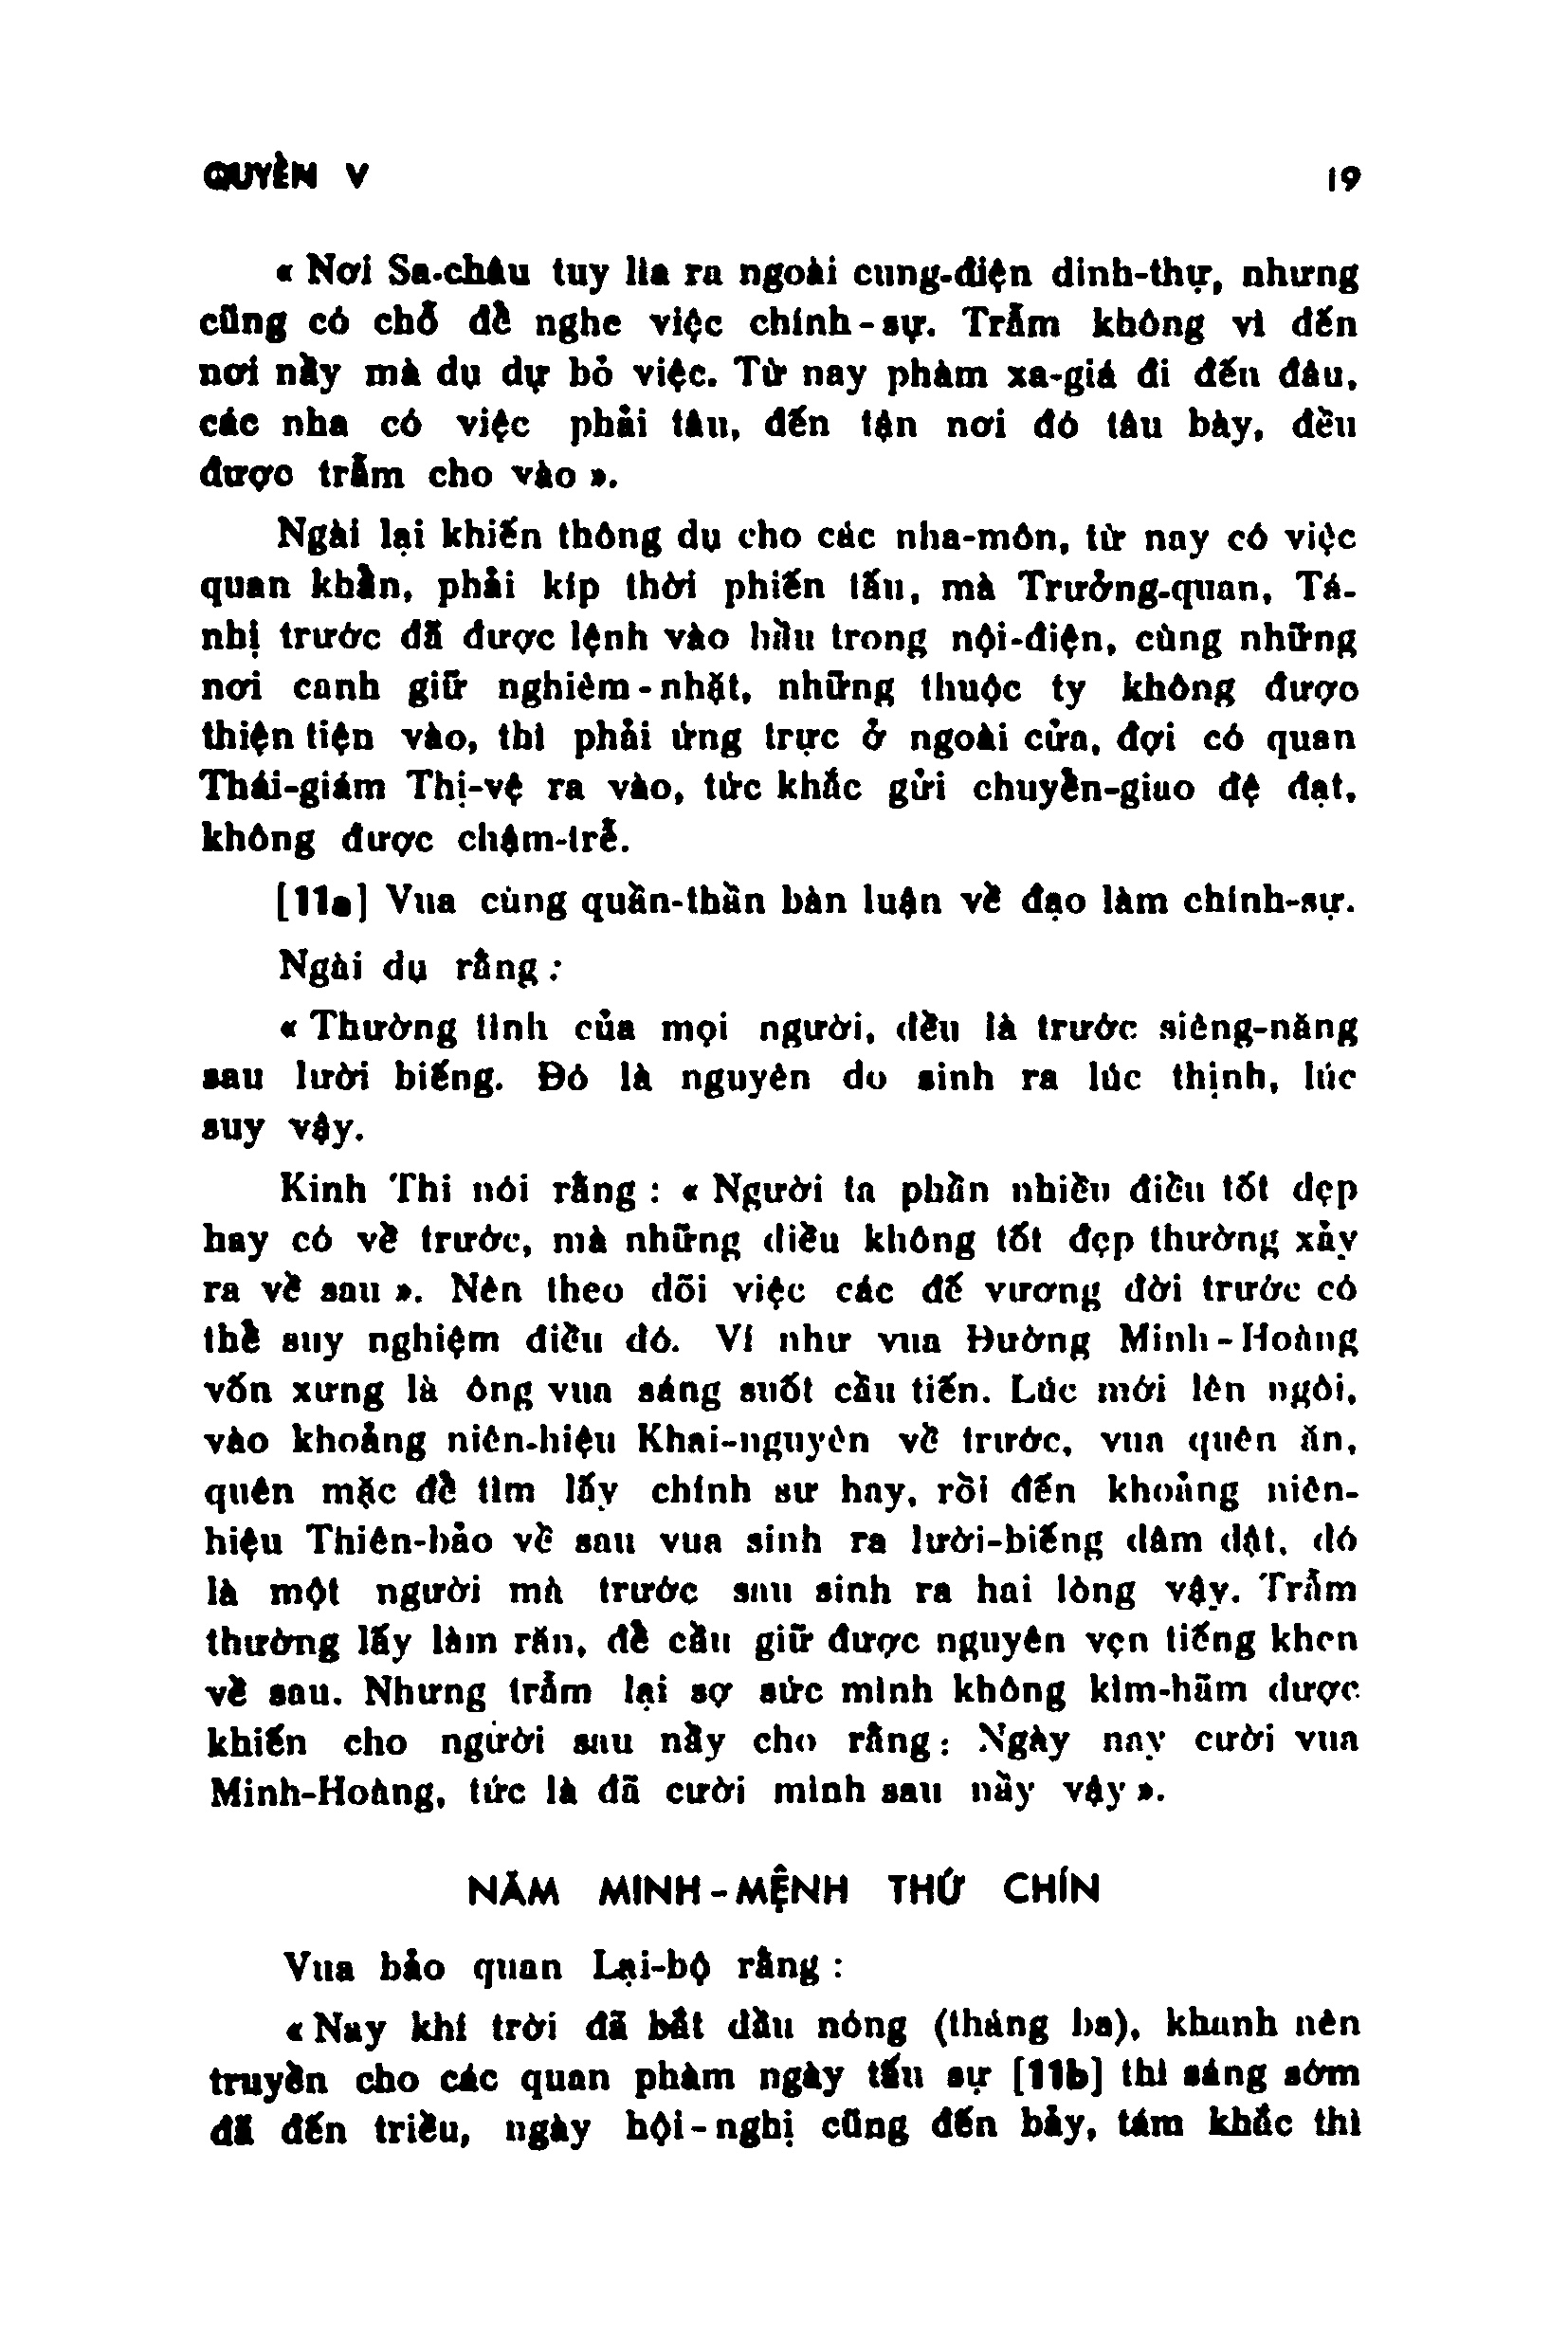 QUYỂN V 19
« Nơi Sa-châu tuy lìa ra ngoài cung-điện dinh-thự, nhưng
cũng có chỗ để nghe việc chính-sự. Trẫm không vì đến
nơi nầy mà dụ dự bỏ việc. Từ nay phàm xa-giá đi đến đâu,
các nha có việc phải tâu, đến tận nơi đó tâu bày, đều
được trẫm cho vào ».
Ngài lại khiến thông dụ cho các nha-môn, từ nay có việc
quan khẩn, phải kíp thời phiến tấu, mà Trưởng-quan, Tá-
nhị trước đã được lệnh vào hầu trong nội-điện, cùng những
nơi canh giữ nghiêm-nhặt, những thuộc ty không được
thiện tiện vào, thì phải ứng trực ở ngoài cửa, đợi có quan
Thái-giám Thị-vệ ra vào, tức khắc gửi chuyển-giao đệ đạt,
không được chậm-trễ.
[11a] Vua cùng quần-thần bàn luận về đạo làm chính-sự.
Ngài dụ rằng :
« Thường tình của mọi người, đều là trước siêng-năng
sau lười biếng. Đó là nguyên do sinh ra lúc thịnh, lúc
suy vậy.
Kinh Thi nói rằng : « Người ta phần nhiều điều tốt đẹp
hay có về trước, mà những điều không tốt đẹp thường xảy
ra về sau ». Nên theo dõi việc các đế vương đời trước có
thể suy nghiệm điều đó. Ví như vua Đường Minh-Hoàng
vốn xưng là ông vua sáng suốt cầu tiến. Lúc mới lên ngôi,
vào khoảng niên-hiệu Khai-nguyên về trước, vua quên ăn,
quên mặc để tìm lấy chính sự hay, rồi đến khoảng niên-
hiệu Thiên-bảo về sau vua sinh ra lười-biếng dâm dật, đó
là một người mà trước sau sinh ra hai lòng vậy. Trẫm
thường lấy làm răn, để cầu giữ được nguyên vẹn tiếng khen
về sau. Nhưng trẫm lại sợ sức mình không kìm-hãm được
khiến cho người sau nầy cho rằng : Ngày nay cười vua
Minh-Hoàng, tức là đã cười mình sau nầy vậy ».
NĂM MINH-MỆNH THỨ CHÍN
Vua bảo quan Lại-bộ rằng :
« Nay khí trời đã bắt đầu nóng (tháng ba), khanh nên
truyền cho các quan phàm ngày tấu sự [11b] thì sáng sớm
đã đến triều, ngày hội-nghị cũng đến bảy, tám khắc thì